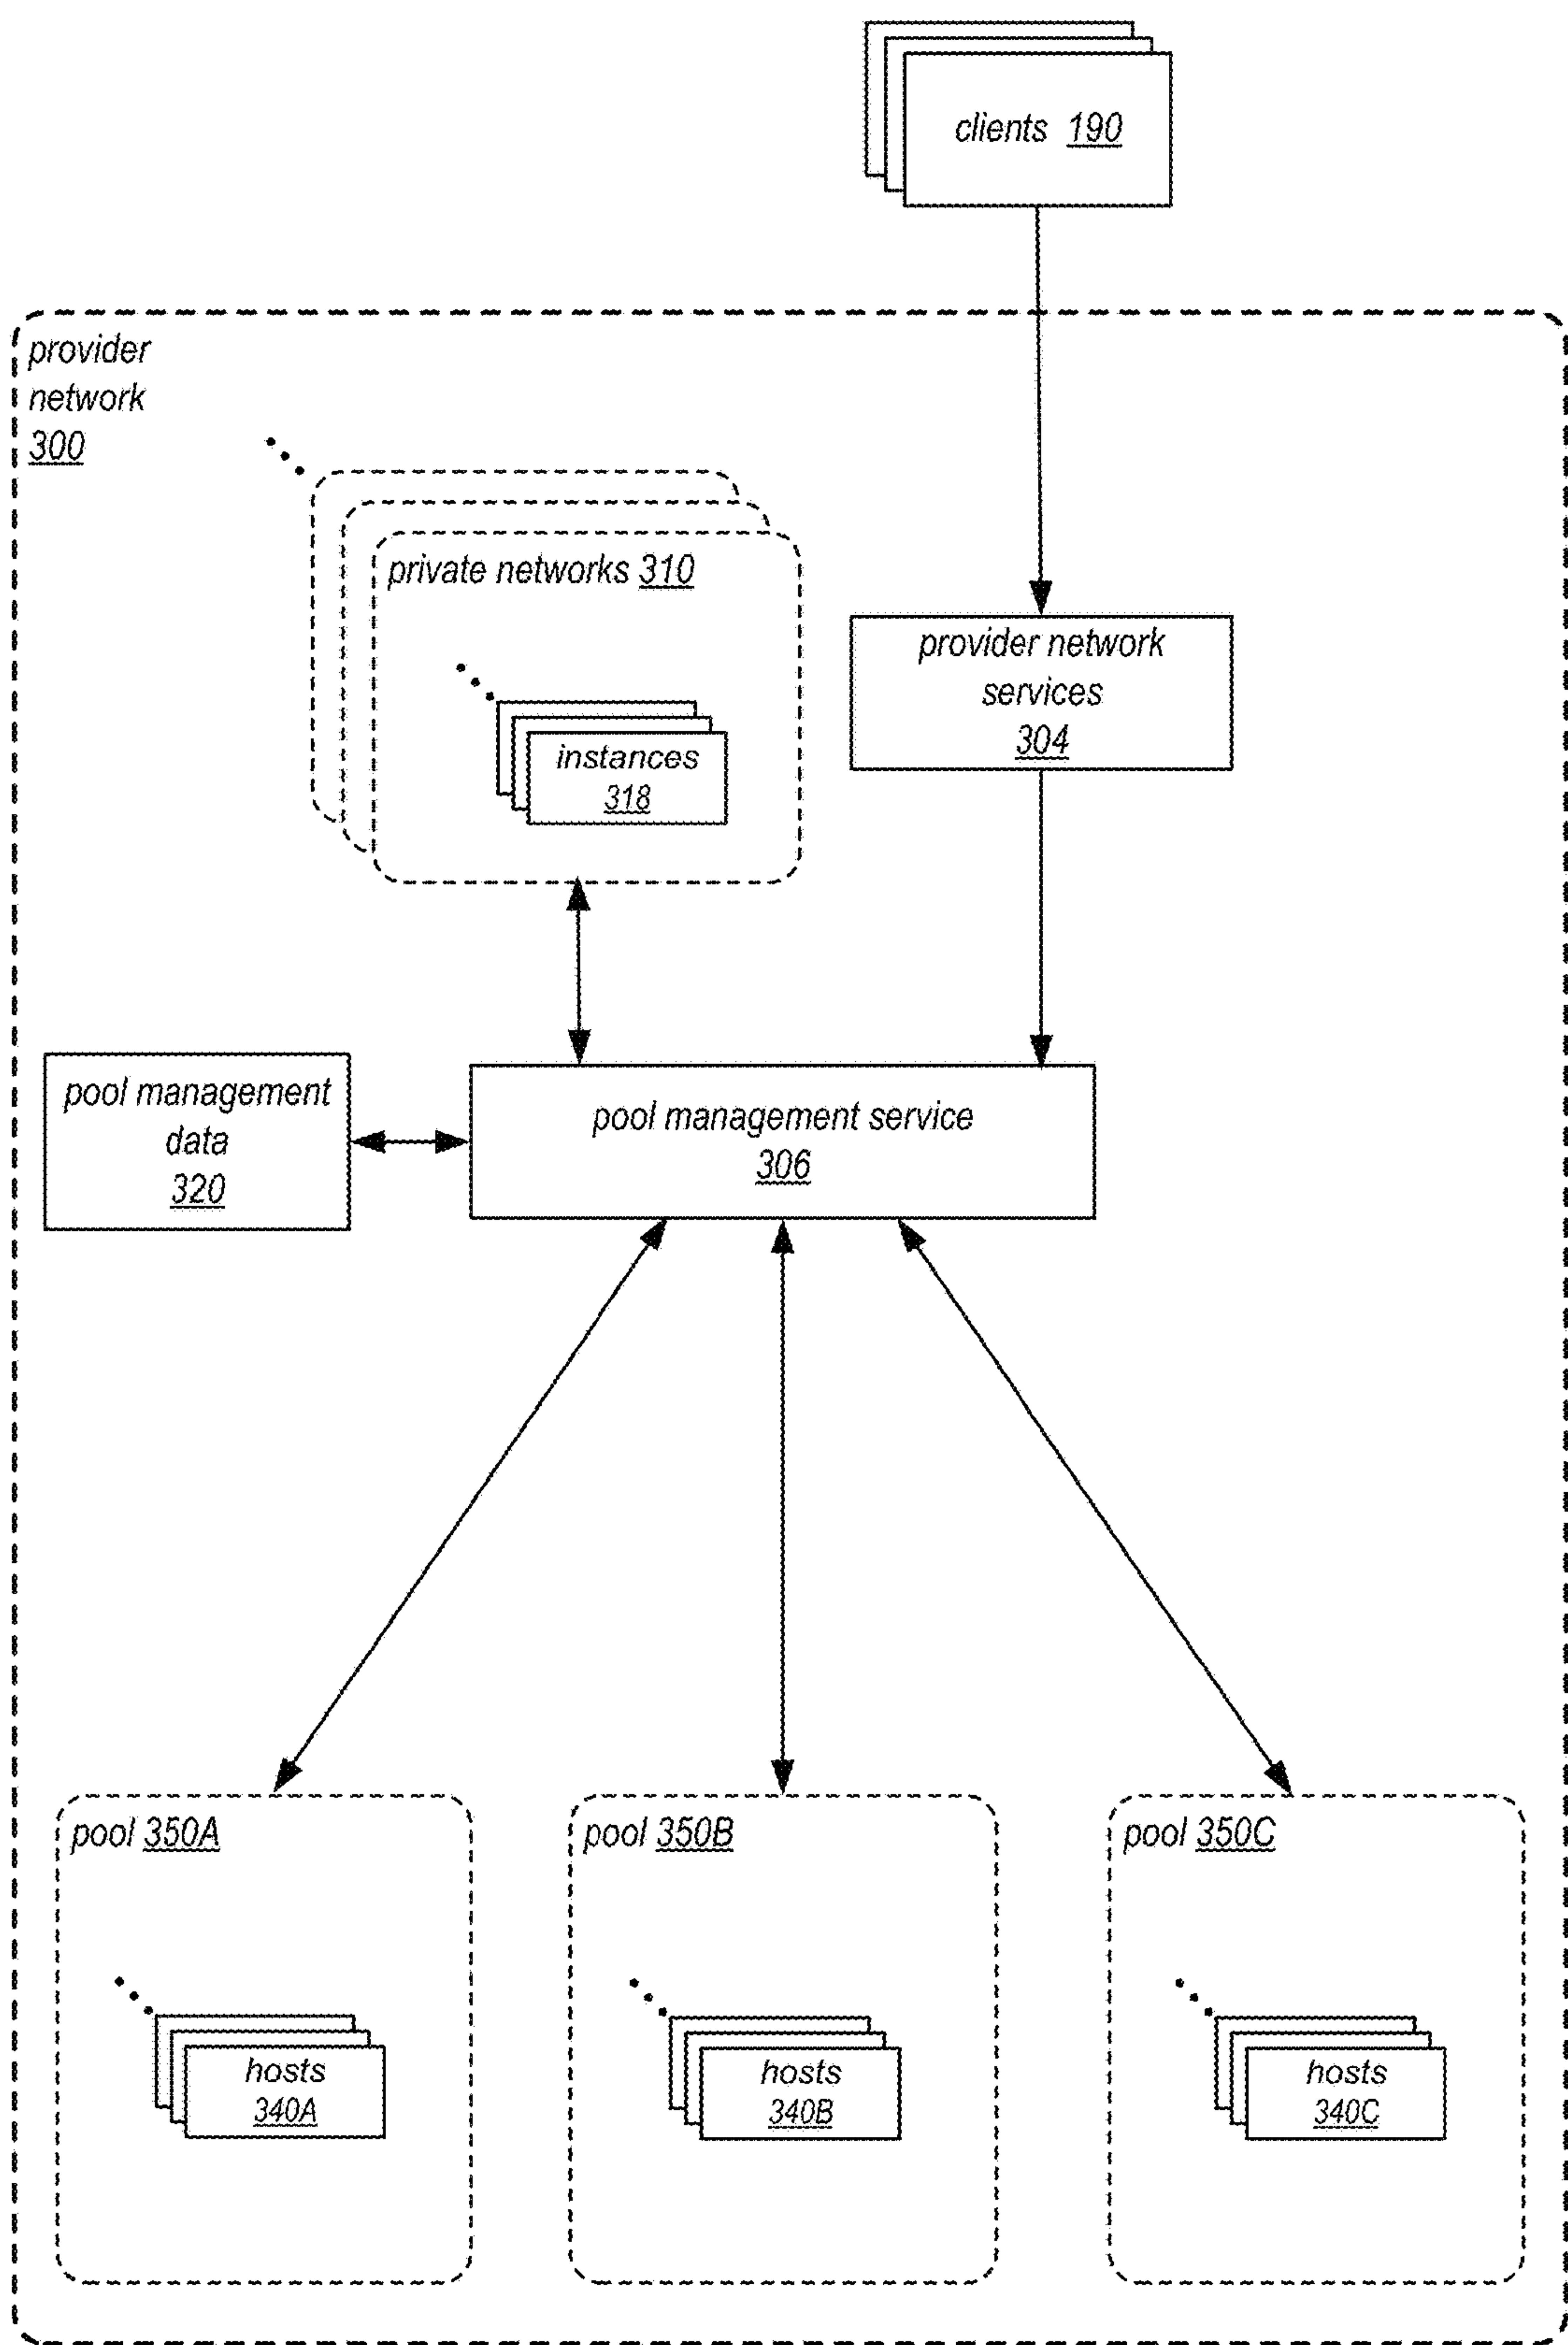 clients 190
provider
network
300
private networks 310
instances
318
provider network
services
304
pool management
data
320
pool management service
306
pool 350A
hosts
340A
pool 350B
hosts
340B
pool 350C
hosts
340C